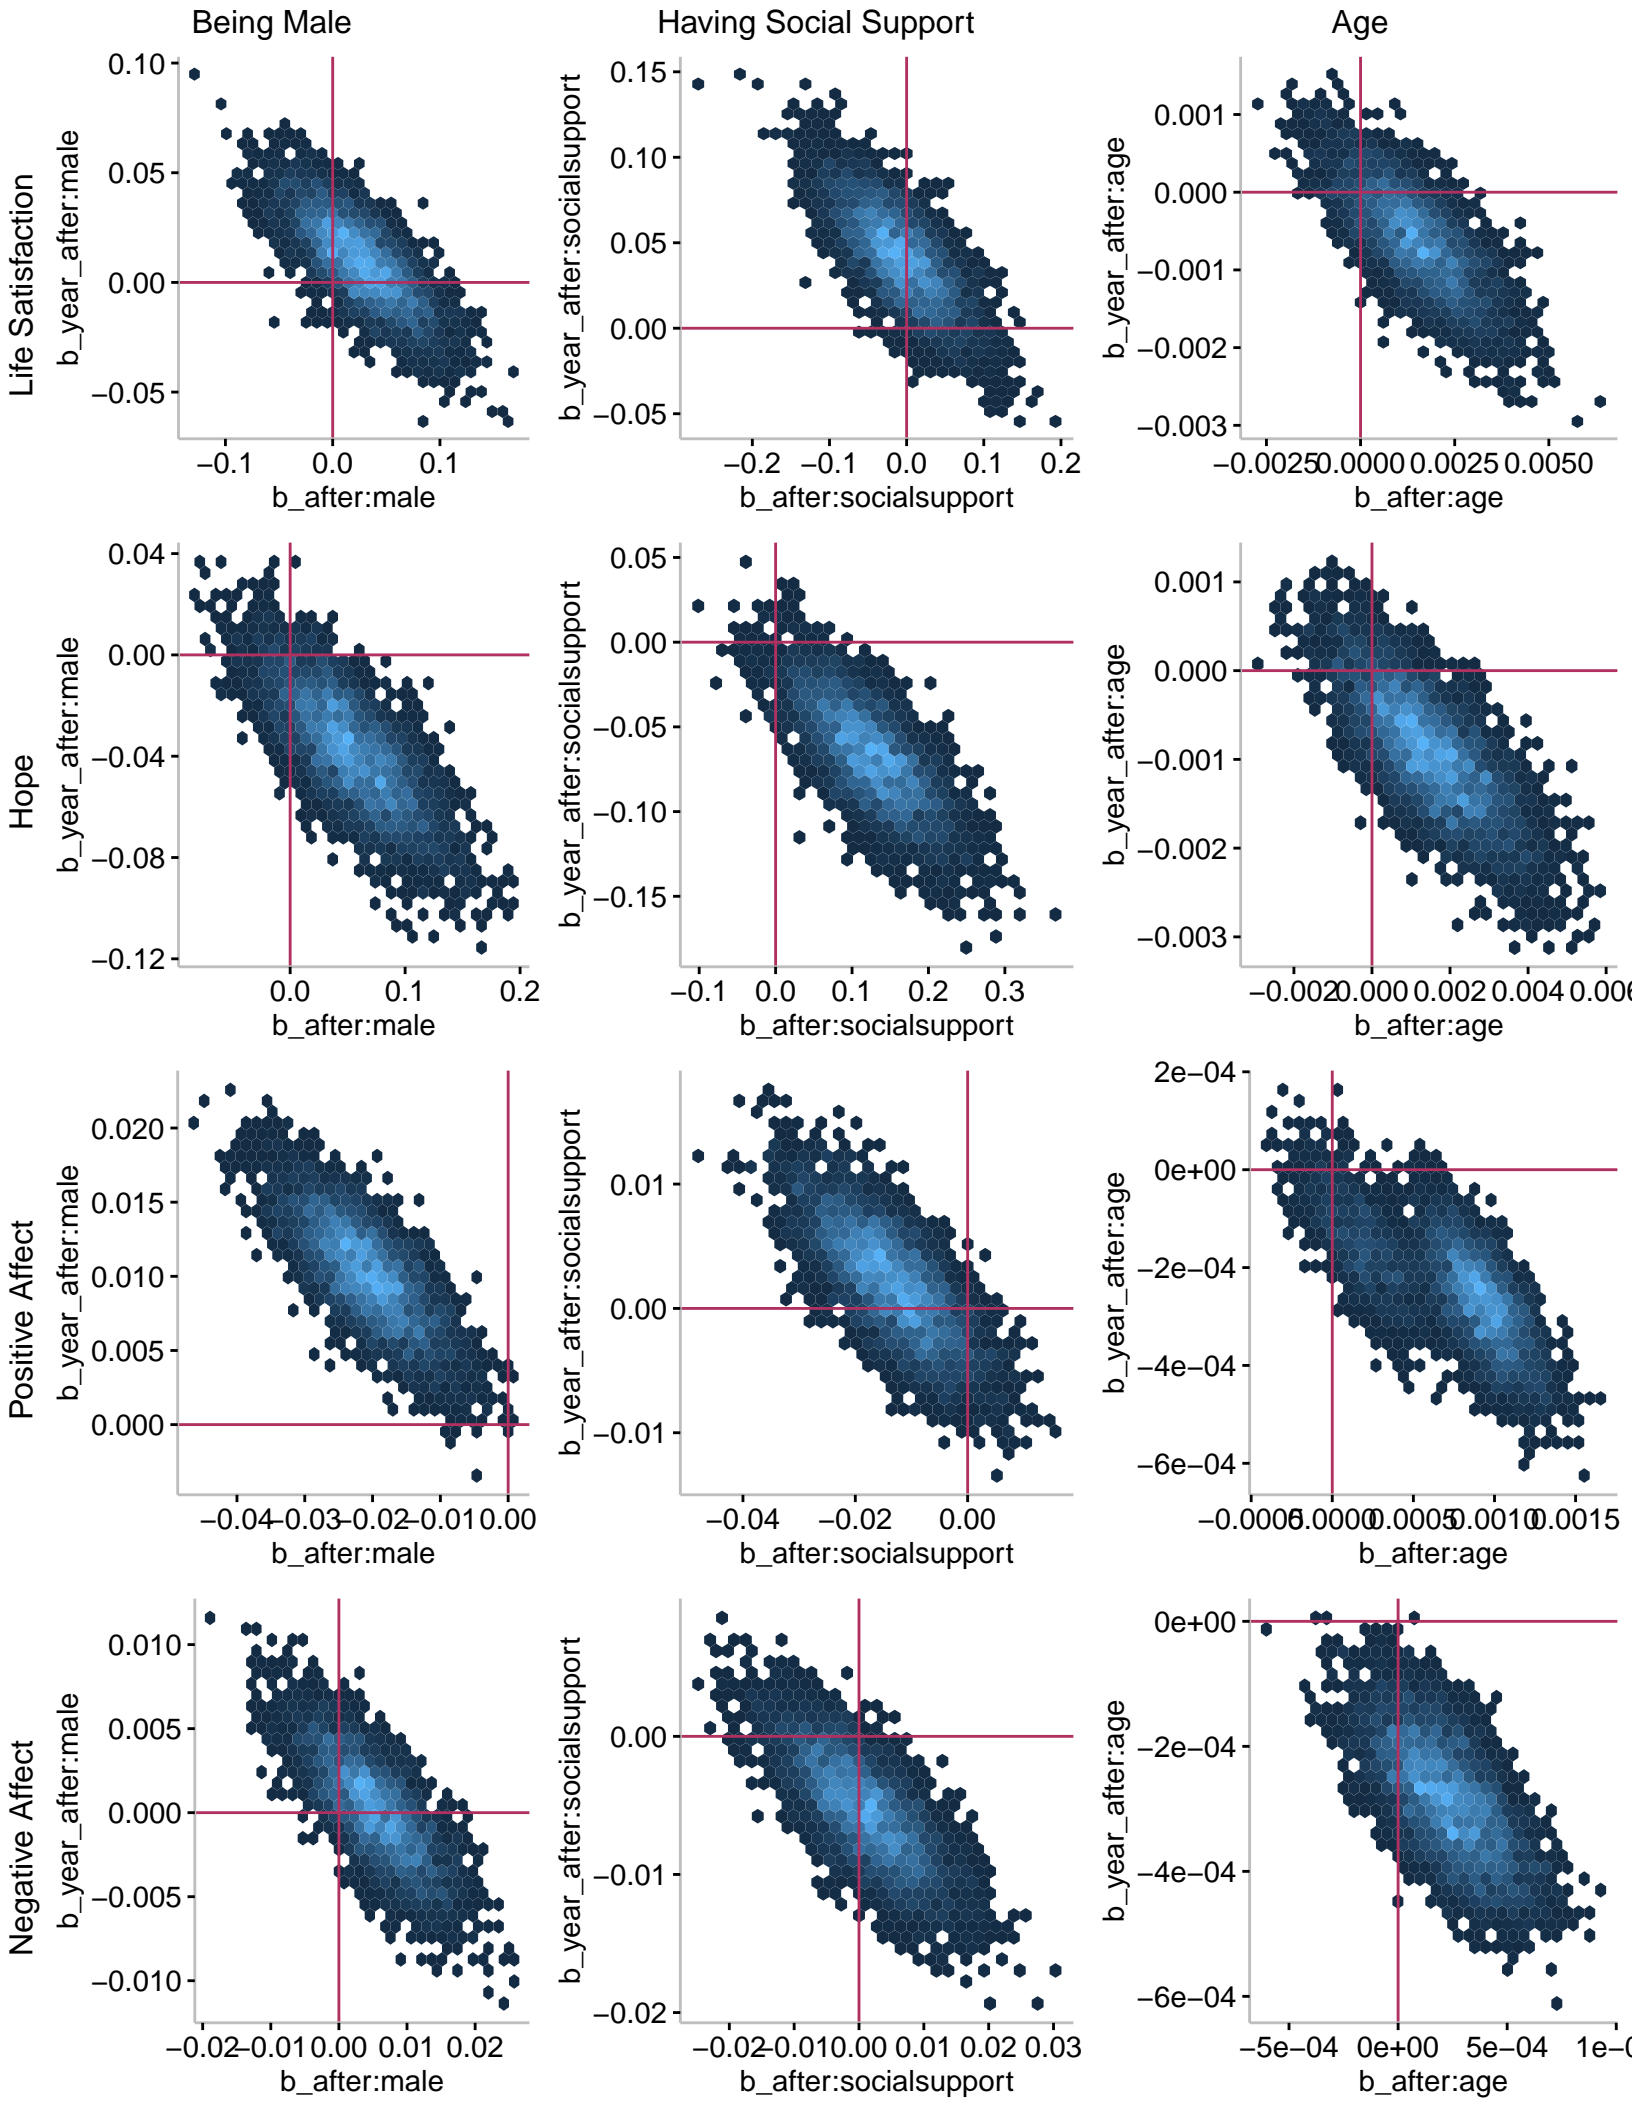 Being Male
Having Social Support
Age
Life Satisfaction
b_year_after:male
0.10
0.05
0.00
−0.05
−0.1
0.0
0.1
b_after:male
b_year_after:socialsupport
0.15
0.10
0.05
0.00
−0.05
−0.2
−0.1
0.0
0.1
0.2
b_after:socialsupport
b_year_after:age
0.001
0.000
−0.001
−0.002
−0.003
−0.0025
0.0000
0.0025
0.0050
b_after:age
Hope
b_year_after:male
0.04
0.00
−0.04
−0.08
−0.12
0.0
0.1
0.2
b_after:male
b_year_after:socialsupport
0.05
0.00
−0.05
−0.10
−0.15
−0.1
0.0
0.1
0.2
0.3
b_after:socialsupport
b_year_after:age
0.001
0.000
−0.001
−0.002
−0.003
−0.002
0.000
0.002
0.004
0.006
b_after:age
Positive Affect
b_year_after:male
0.020
0.015
0.010
0.005
0.000
−0.04
−0.03
−0.02
−0.01
0.00
b_after:male
b_year_after:socialsupport
0.01
0.00
−0.01
−0.04
−0.02
0.00
b_after:socialsupport
b_year_after:age
2e−04
0e+00
−2e−04
−4e−04
−6e−04
−0.0005
0.0000
0.0005
0.0010
0.0015
b_after:age
Negative Affect
b_year_after:male
0.010
0.005
0.000
−0.005
−0.010
−0.02
−0.01
0.00
0.01
0.02
b_after:male
b_year_after:socialsupport
0.00
−0.01
−0.02
−0.02
−0.01
0.00
0.01
0.02
0.03
b_after:socialsupport
b_year_after:age
0e+00
−2e−04
−4e−04
−6e−04
−5e−04
0e+00
5e−04
b_after:age